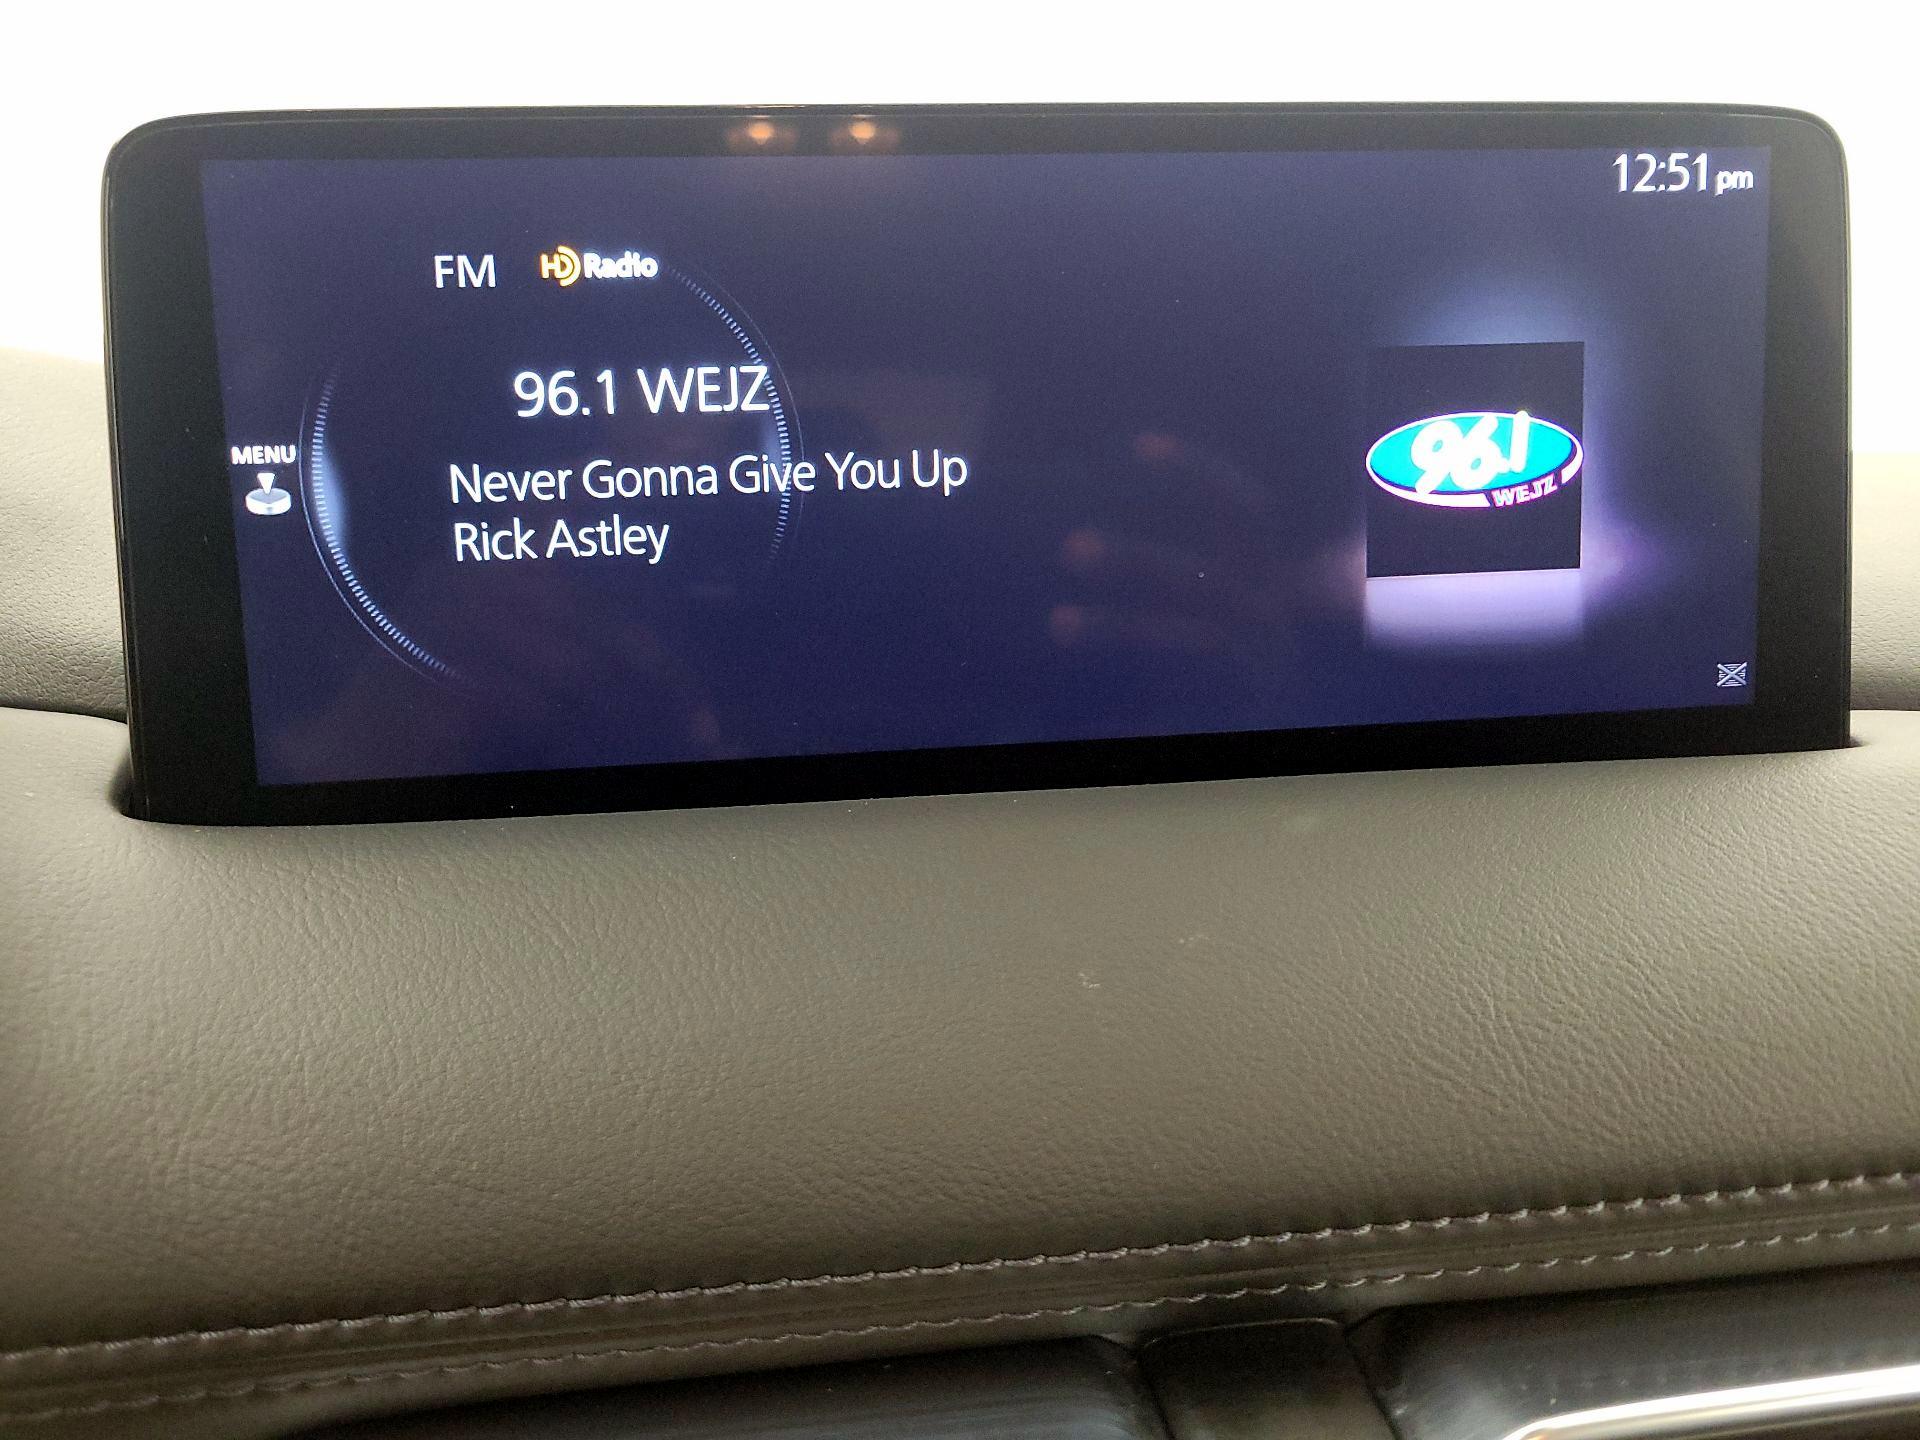 12:51 pm
FM HD Radio
96.1 WEJZ
MENU
Never Gonna Give You Up
Rick Astley
96.1
WEJZ